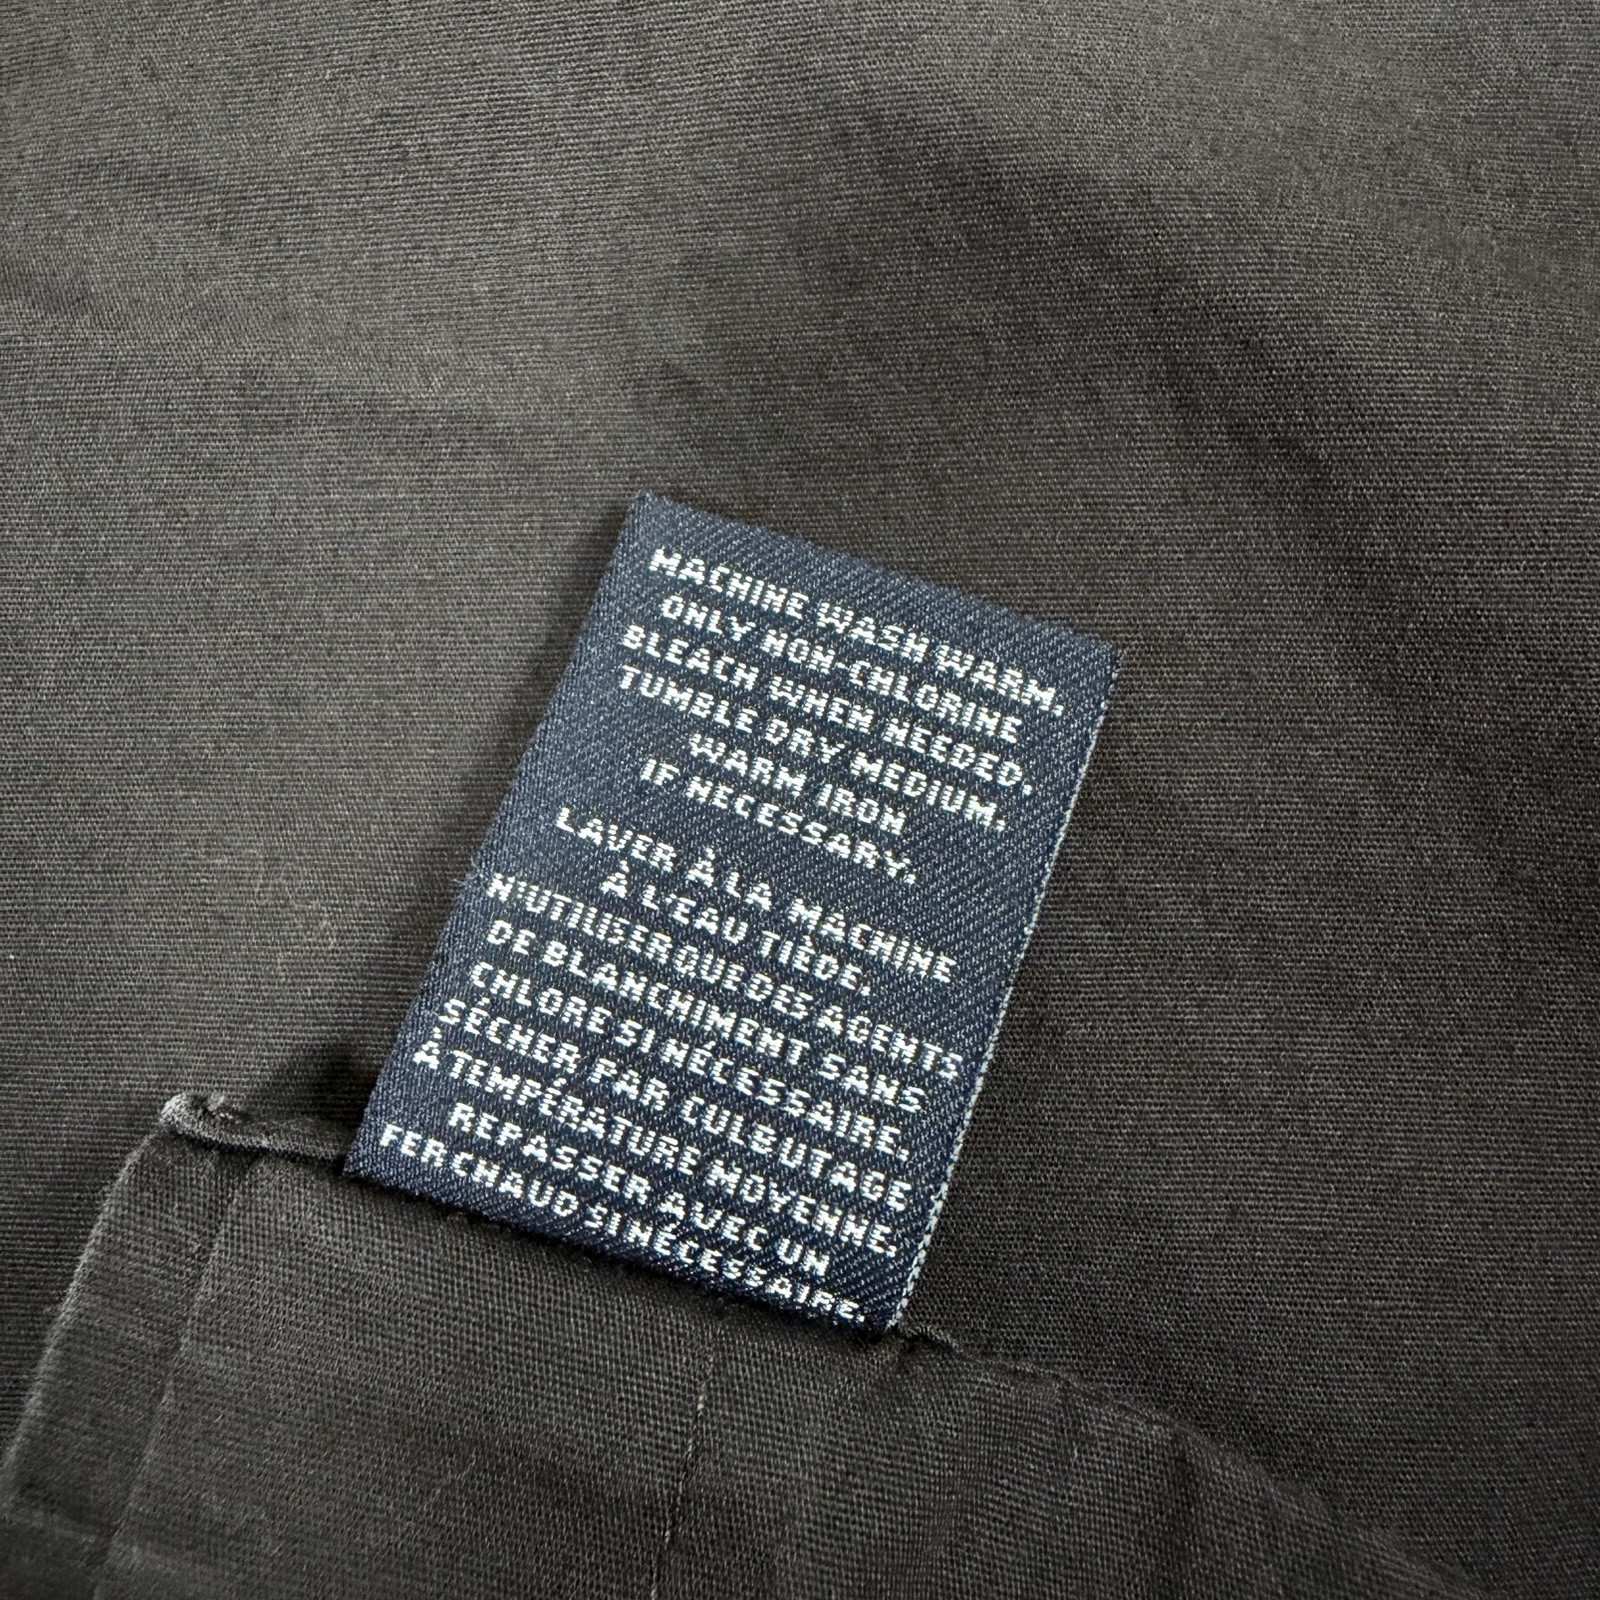 MACHINE WASH WARM,
ONLY NON-CHLORINE
BLEACH WHEN NEEDED,
TUMBLE DRY MEDIUM,
WARM IRON
IF NECESSARY.
LAVER À LA MACHINE
À L'EAU TIÈDE,
N'UTILISER QUE DES AGENTS
DE BLANCHIMENT SANS
CHLORE SI NÉCESSAIRE.
SÉCHER PAR CULBUTAGE
À TEMPÉRATURE MOYENNE.
REPASSER AVEC UN
FER CHAUD SI NÉCESSAIRE.